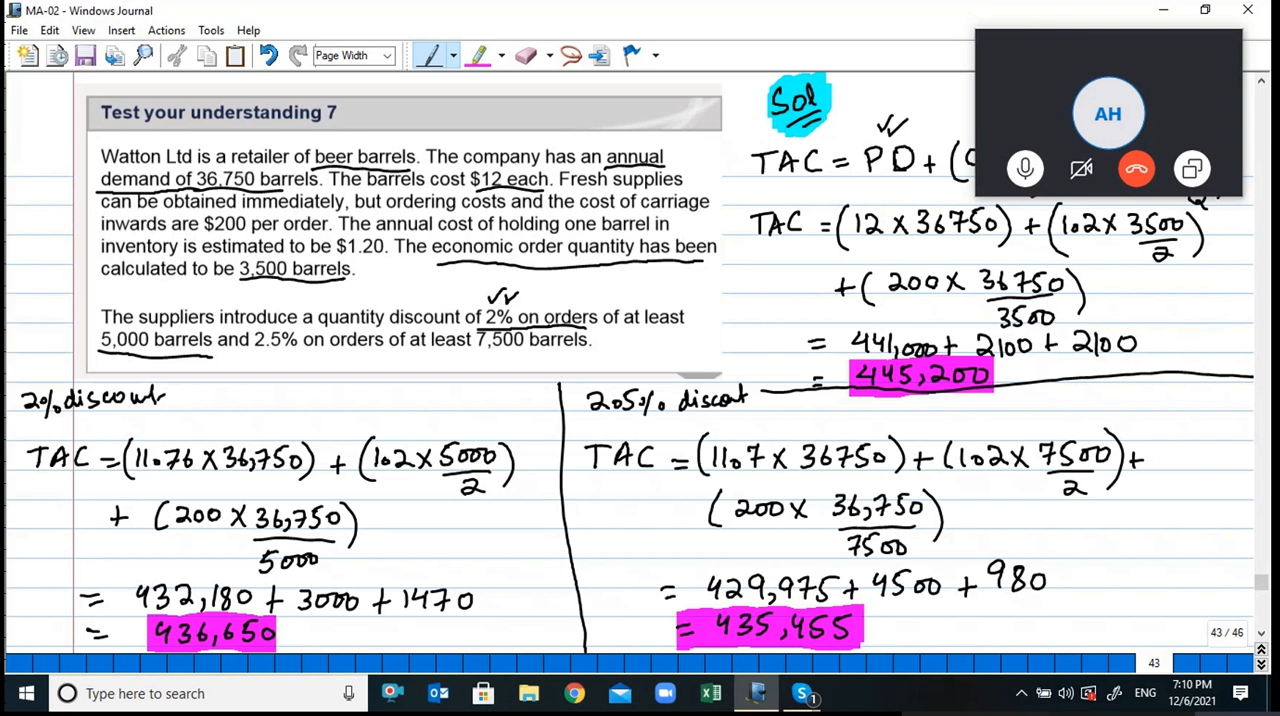 MA-02 - Windows Journal
File Edit View Insert Actions Tools Help
Page Width
Test your understanding 7
Watton Ltd is a retailer of beer barrels. The company has an annual
demand of 36,750 barrels. The barrels cost $12 each. Fresh supplies
can be obtained immediately, but ordering costs and the cost of carriage
inwards are $200 per order. The annual cost of holding one barrel in
inventory is estimated to be $1.20. The economic order quantity has been
calculated to be 3,500 barrels.
The suppliers introduce a quantity discount of 2% on orders of at least
5,000 barrels and 2.5% on orders of at least 7,500 barrels.
Sol
TAC = PD + (
AH
TAC = (12 × 36750) + (1.2 × 3500/2)
+ (200 × 36750/3500)
= 441,000 + 2100 + 2100
= 445,200
2% discount
TAC = (11.76 × 36,750) + (1.2 × 5000/2)
+ (200 × 36,750/5000)
= 432,180 + 3000 + 1470
= 436,650
2.5% discout
TAC = (11.7 × 36750) + (1.2 × 7500/2) +
(200 × 36,750/7500)
= 429,975 + 4500 + 980
= 435,455
43 / 46
43
Type here to search
ENG
7:10 PM
12/6/2021
1